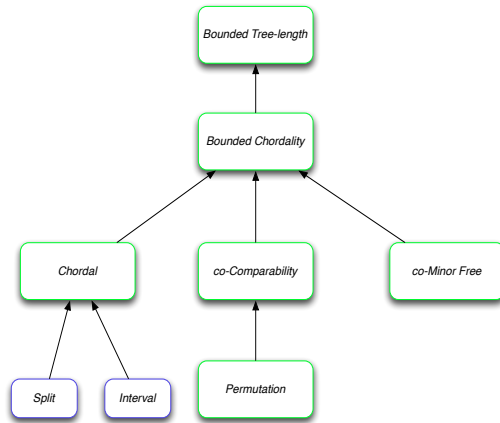 Bounded Tree-length
Bounded Chordality
Chordal
co-Comparability
co-Minor Free
Split
Interval
Permutation